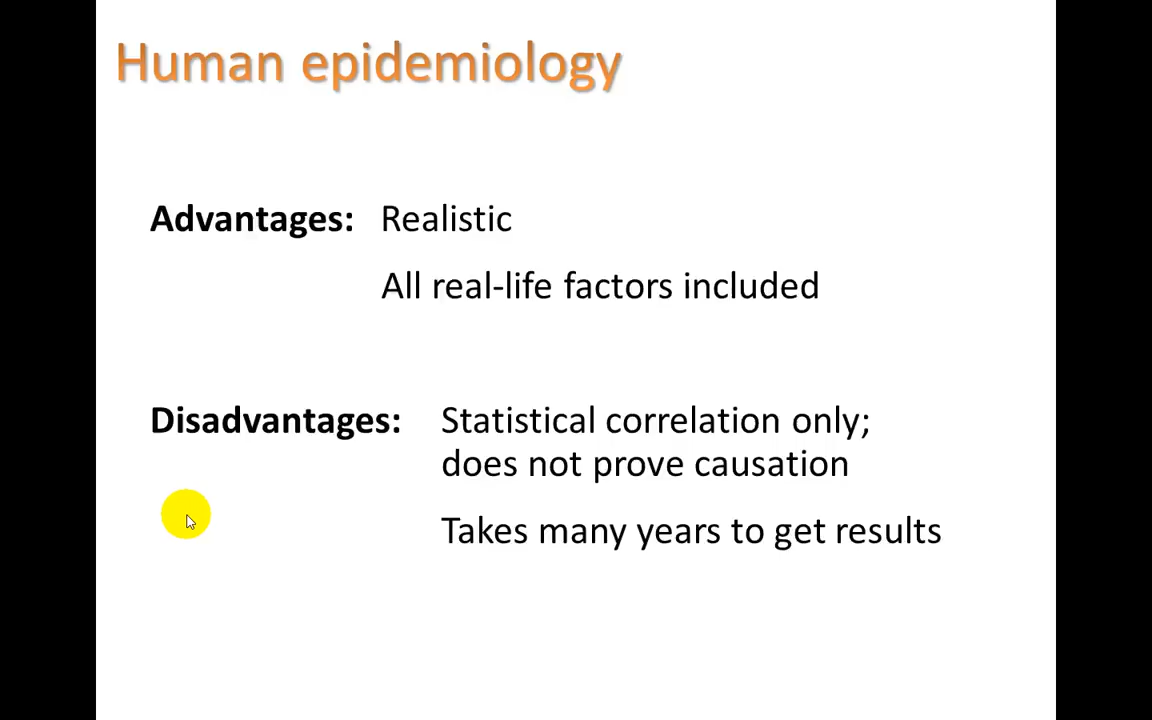 Human epidemiology
Advantages: Realistic
All real-life factors included
Disadvantages: Statistical correlation only;
does not prove causation
Takes many years to get results